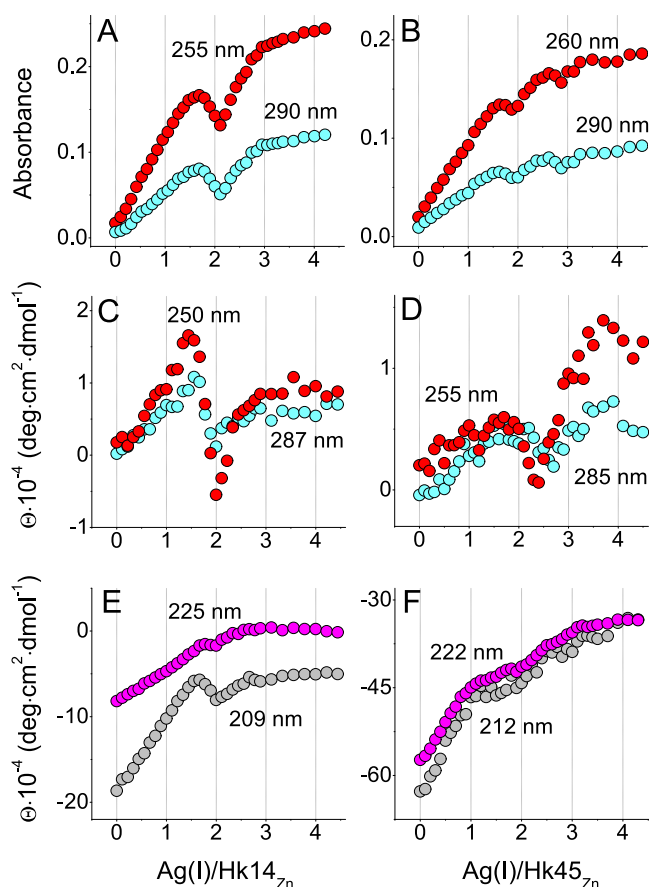 A
B
255 nm
260 nm
290 nm
290 nm
Absorbance
0.2
0.1
0.0
0 1 2 3 4
0.2
0.1
0.0
0 1 2 3 4
C
D
250 nm
287 nm
255 nm
285 nm
Θ·10⁻⁴ (deg·cm²·dmol⁻¹)
2
1
0
-1
0 1 2 3 4
1
0
0 1 2 3 4
E
F
225 nm
209 nm
222 nm
212 nm
Θ·10⁻⁴ (deg·cm²·dmol⁻¹)
0
-10
-20
0 1 2 3 4
-30
-45
-60
0 1 2 3 4
Ag(I)/Hk14Zn
Ag(I)/Hk45Zn